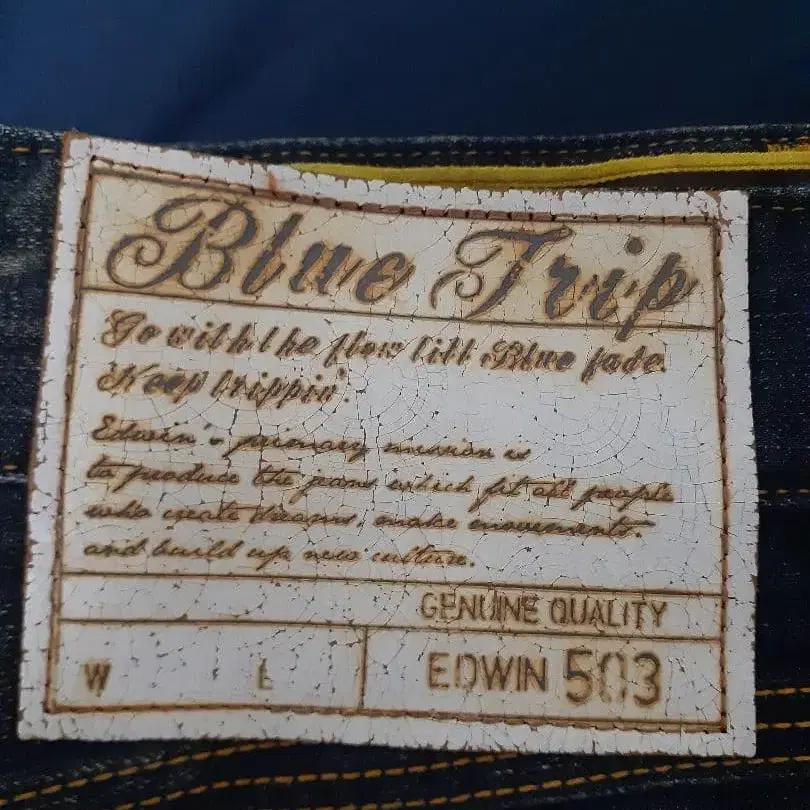 Blue Trip
Go with the flow till Blue fade.
Keep trippin'
Edwin's primary mission is
to produce the jeans which fit all people
who create dreams, make movements.
and build up new culture.
GENUINE QUALITY
W L EDWIN 503